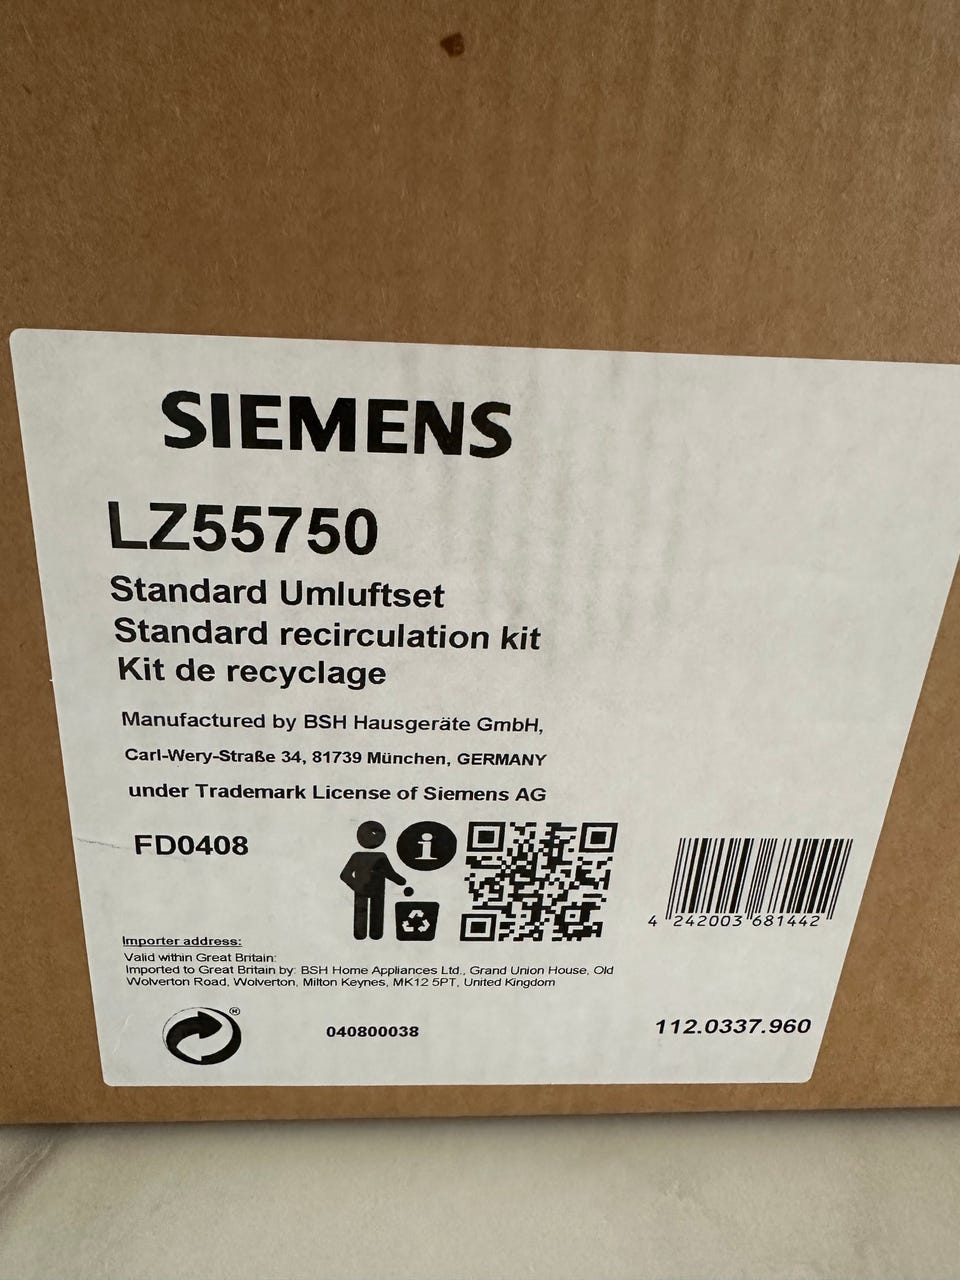 SIEMENS
LZ55750
Standard Umluftset
Standard recirculation kit
Kit de recyclage
Manufactured by BSH Hausgeräte GmbH,
Carl-Wery-Straße 34, 81739 München, GERMANY
under Trademark License of Siemens AG
FD0408
i
4 242003 681442
Importer address:
Valid within Great Britain:
Imported to Great Britain by: BSH Home Appliances Ltd., Grand Union House, Old
Wolverton Road, Wolverton, Milton Keynes, MK12 5PT, United Kingdom
®
040800038
112.0337.960